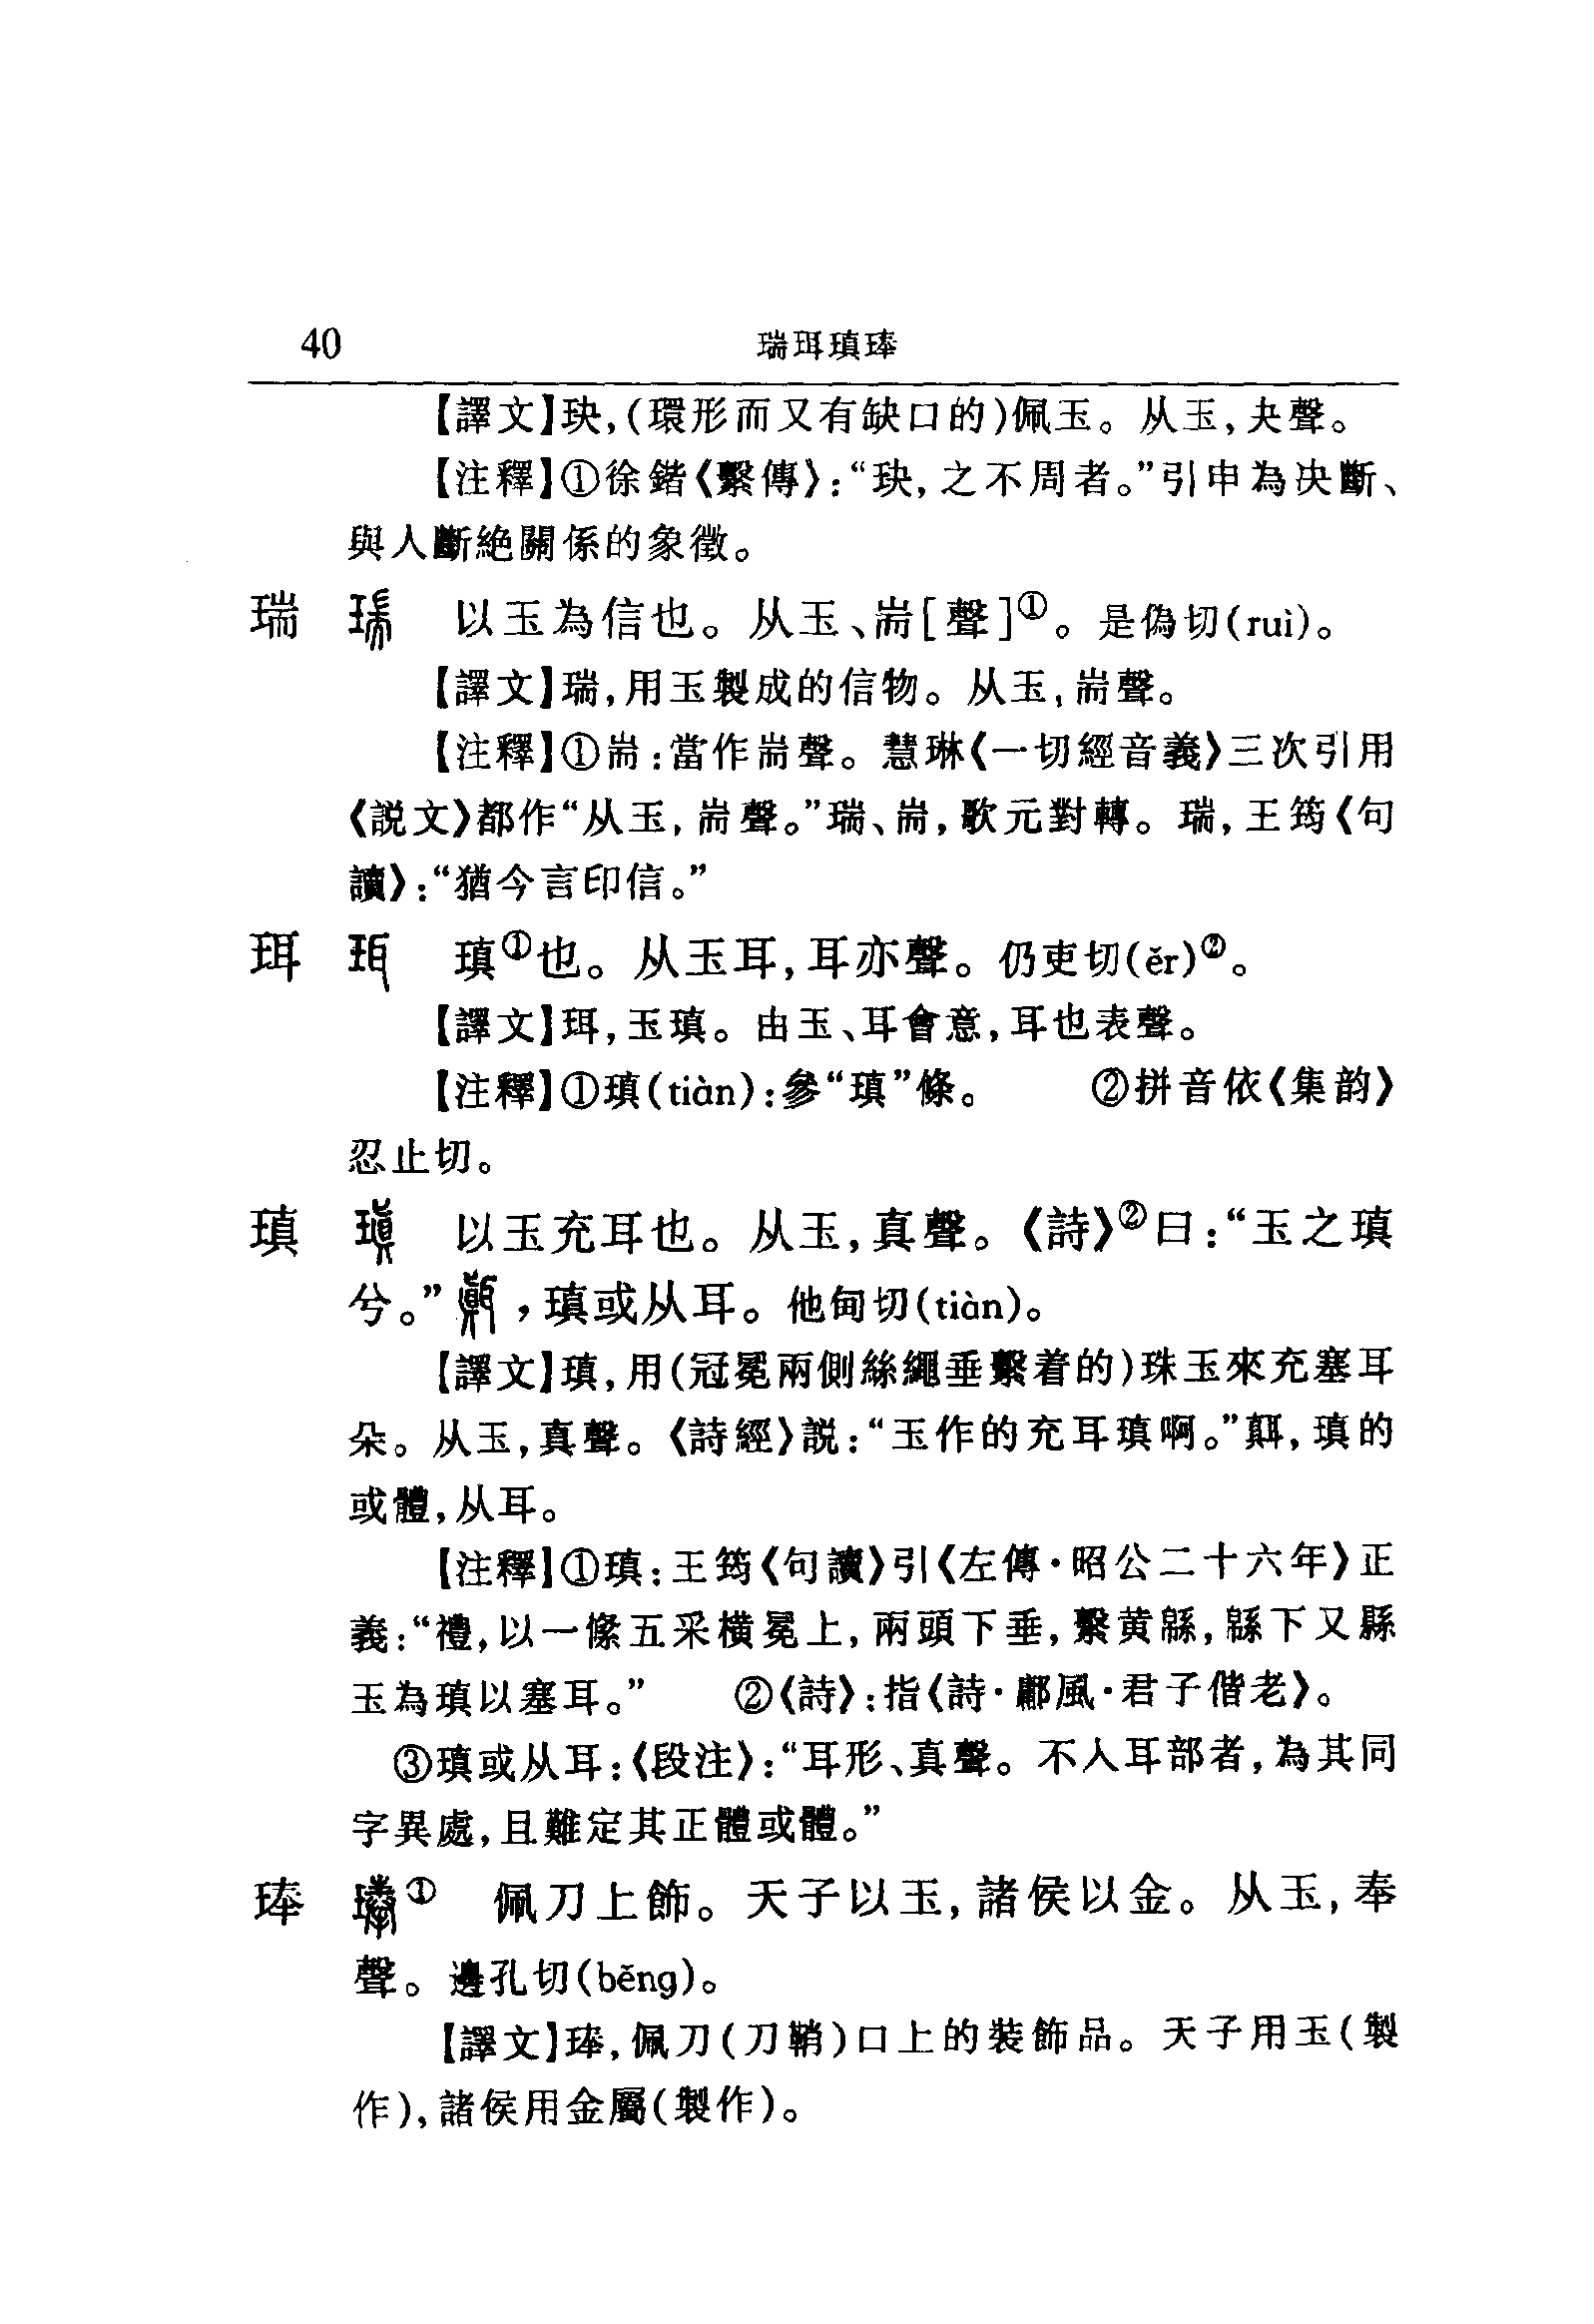 40
瑞珥瑱琫
【譯文】玦,(環形而又有缺口的)佩玉。从玉,夬聲。
【注釋】①徐鍇《繫傳》:“玦,之不周者。”引申為决斷、
與人斷絶關係的象徵。
瑞 以玉為信也。从玉、耑[聲]①。是偽切(ruì)。
【譯文】瑞,用玉製成的信物。从玉,耑聲。
【注釋】①耑:當作耑聲。慧琳《一切經音義》三次引用
《説文》都作“从玉,耑聲。”瑞、耑,歌元對轉。瑞,王筠《句
讀》:“猶今言印信。”
珥 瑱①也。从玉耳,耳亦聲。仍吏切(ěr)②。
【譯文】珥,玉瑱。由玉、耳會意,耳也表聲。
【注釋】①瑱(tiàn):參“瑱”條。 ②拼音依《集韵》
忍止切。
瑱 以玉充耳也。从玉,真聲。《詩》②曰:“玉之瑱
兮。” ,瑱或从耳。他甸切(tiàn)。
【譯文】瑱,用(冠冕兩側絲繩垂繫着的)珠玉來充塞耳
朵。从玉,真聲。《詩經》説:“玉作的充耳瑱啊。”䏁,瑱的
或體,从耳。
【注釋】①瑱:王筠《句讀》引《左傳·昭公二十六年》正
義:“禮,以一絛五采横冕上,兩頭下垂,繫黄緜,緜下又縣
玉為瑱以塞耳。” ②《詩》:指《詩·鄘風·君子偕老》。
③瑱或从耳:《段注》:“耳形、真聲。不入耳部者,為其同
字異處,且難定其正體或體。”
琫 ① 佩刀上飾。天子以玉,諸侯以金。从玉,奉
聲。邊孔切(běng)。
【譯文】琫,佩刀(刀鞘)口上的裝飾品。天子用玉(製
作),諸侯用金屬(製作)。